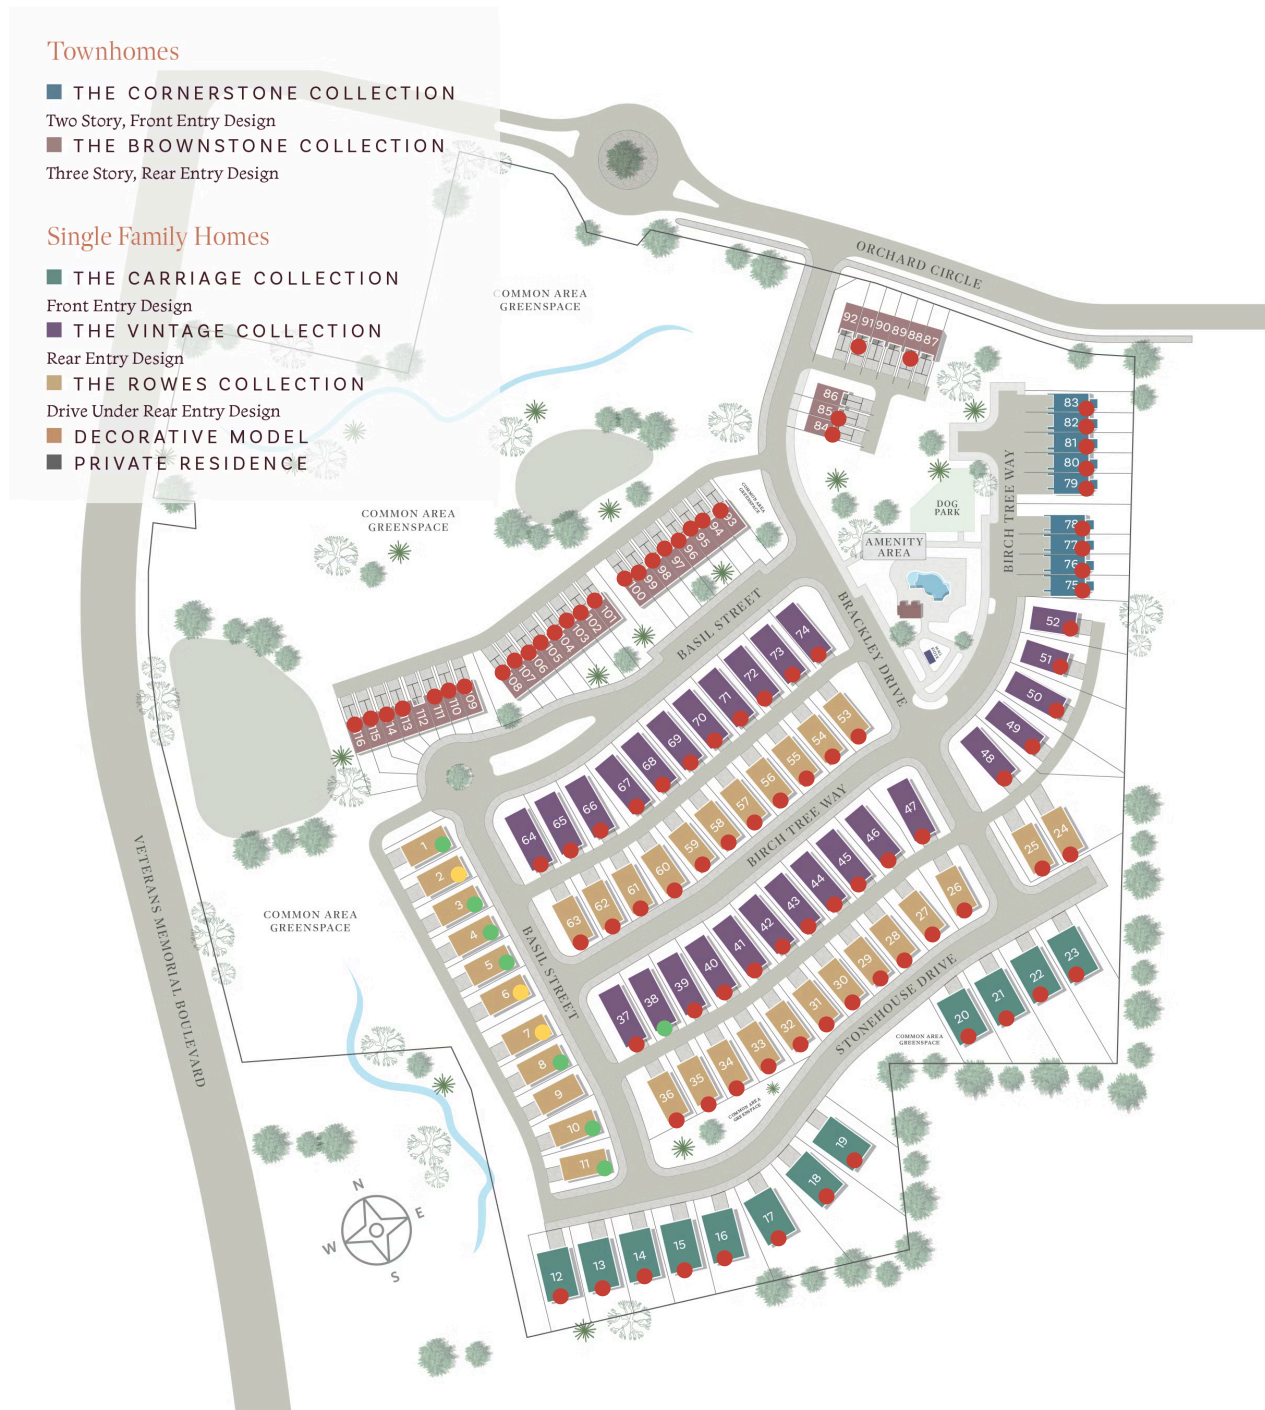 Townhomes
THE CORNERSTONE COLLECTION
Two Story, Front Entry Design
THE BROWNSTONE COLLECTION
Three Story, Rear Entry Design
Single Family Homes
THE CARRIAGE COLLECTION
Front Entry Design
THE VINTAGE COLLECTION
Rear Entry Design
THE ROWES COLLECTION
Drive Under Rear Entry Design
DECORATIVE MODEL
PRIVATE RESIDENCE
ORCHARD CIRCLE
COMMON AREA
GREENSPACE
92 91 90 89 88 87
86
85
84
83
82
81
80
79
BIRCH TREE WAY
DOG
PARK
AMENITY
AREA
78
77
76
75
COMMON AREA
GREENSPACE
COMMON AREA
GREENSPACE
93
94
95
96
97
98
99
100
101
102
103
104
105
106
107
108
109
110
111
112
113
114
115
116
BASIL STREET
BRACKLEY DRIVE
52
51
50
49
48
74
73
72
71
70
69
68
67
66
65
64
53
54
55
56
57
58
59
60
61
62
63
BIRCH TREE WAY
47
46
45
44
43
42
41
40
39
38
37
24
25
26
27
28
29
30
31
32
33
34
35
36
STONEHOUSE DRIVE
23
22
21
20
COMMON AREA
GREENSPACE
COMMON AREA
GREENSPACE
VETERANS MEMORIAL BOULEVARD
COMMON AREA
GREENSPACE
BASIL STREET
1
2
3
4
5
6
7
8
9
10
11
12
13
14
15
16
17
18
19
N
E
W
S